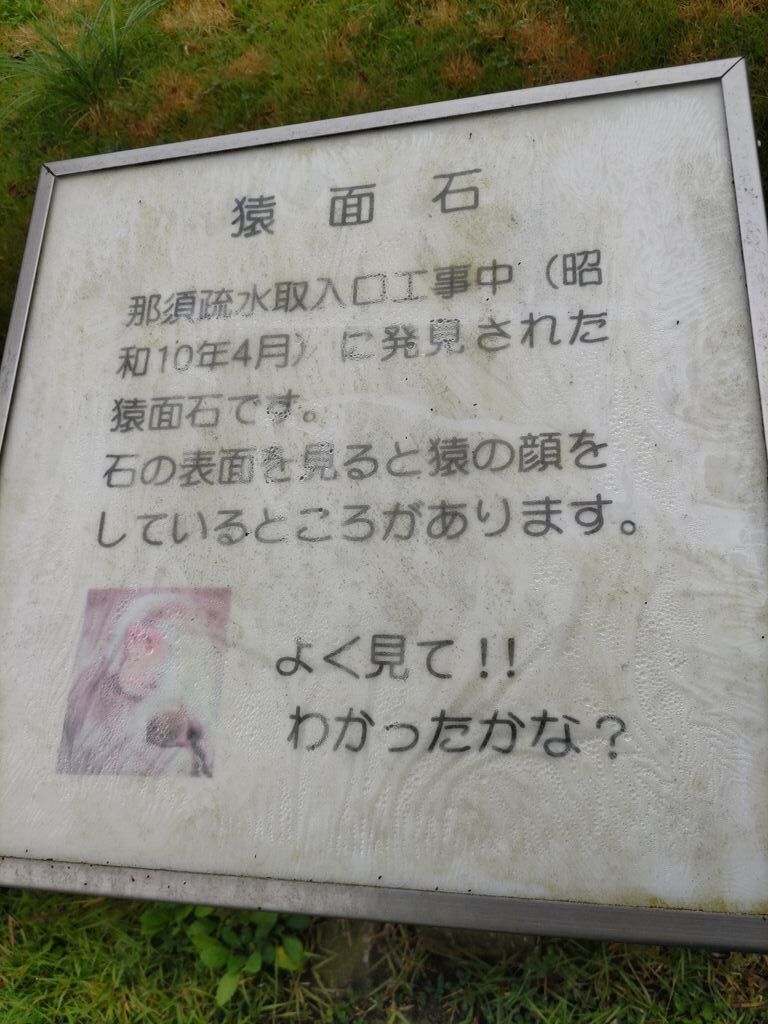 猿面石
那須疏水取入口工事中（昭
和10年4月）に発見された
猿面石です。
石の表面を見ると猿の顔を
しているところがあります。
よく見て！！
わかったかな？